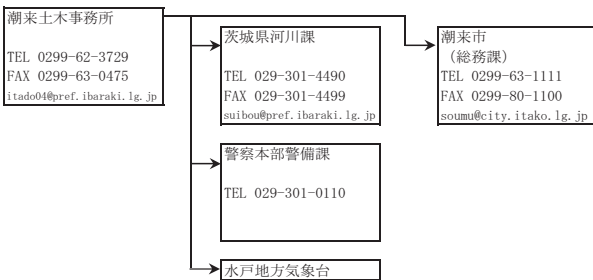 潮来土木事務所
TEL 0299-62-3729
FAX 0299-63-0475
itado04@pref.ibaraki.lg.jp
茨城県河川課
TEL 029-301-4490
FAX 029-301-4499
suibou@pref.ibaraki.lg.jp
潮来市
(総務課)
TEL 0299-63-1111
FAX 0299-80-1100
soumu@city.itako.lg.jp
警察本部警備課
TEL 029-301-0110
水戸地方気象台